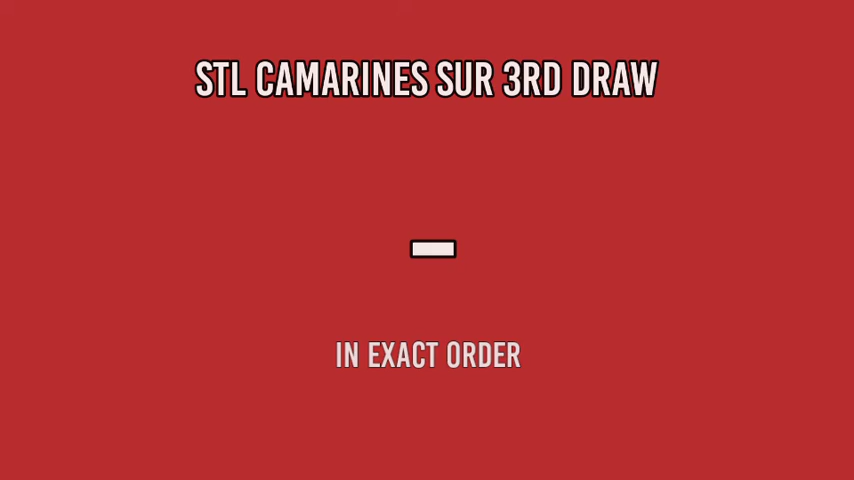 STL CAMARINES SUR 3RD DRAW
-
IN EXACT ORDER